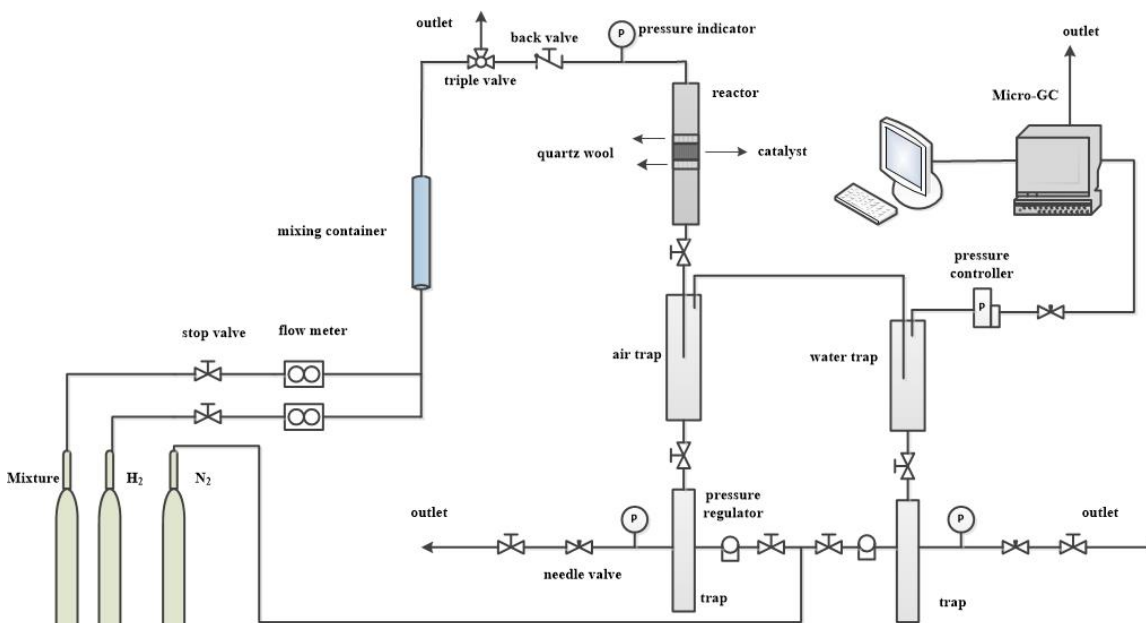 outlet
back valve
P
pressure indicator
triple valve
outlet
Micro-GC
reactor
quartz wool
catalyst
mixing container
pressure
controller
P
stop valve
flow meter
air trap
water trap
Mixture
H₂
N₂
outlet
P
pressure
regulator
P
outlet
needle valve
trap
trap